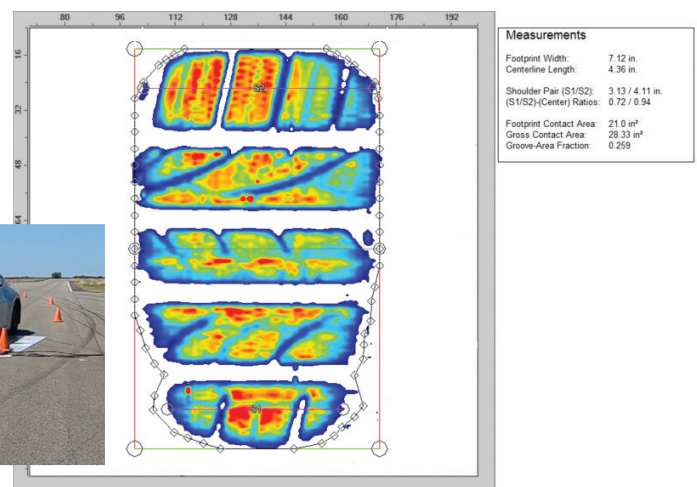 80 96 112 128 144 160 176 192
16
32
48
64
S2
S1
Measurements
Footprint Width: 7.12 in.
Centerline Length: 4.36 in.
Shoulder Pair (S1/S2): 3.13 / 4.11 in.
(S1/S2)-(Center) Ratios: 0.72 / 0.94
Footprint Contact Area: 21.0 in²
Gross Contact Area: 28.33 in²
Groove-Area Fraction: 0.259